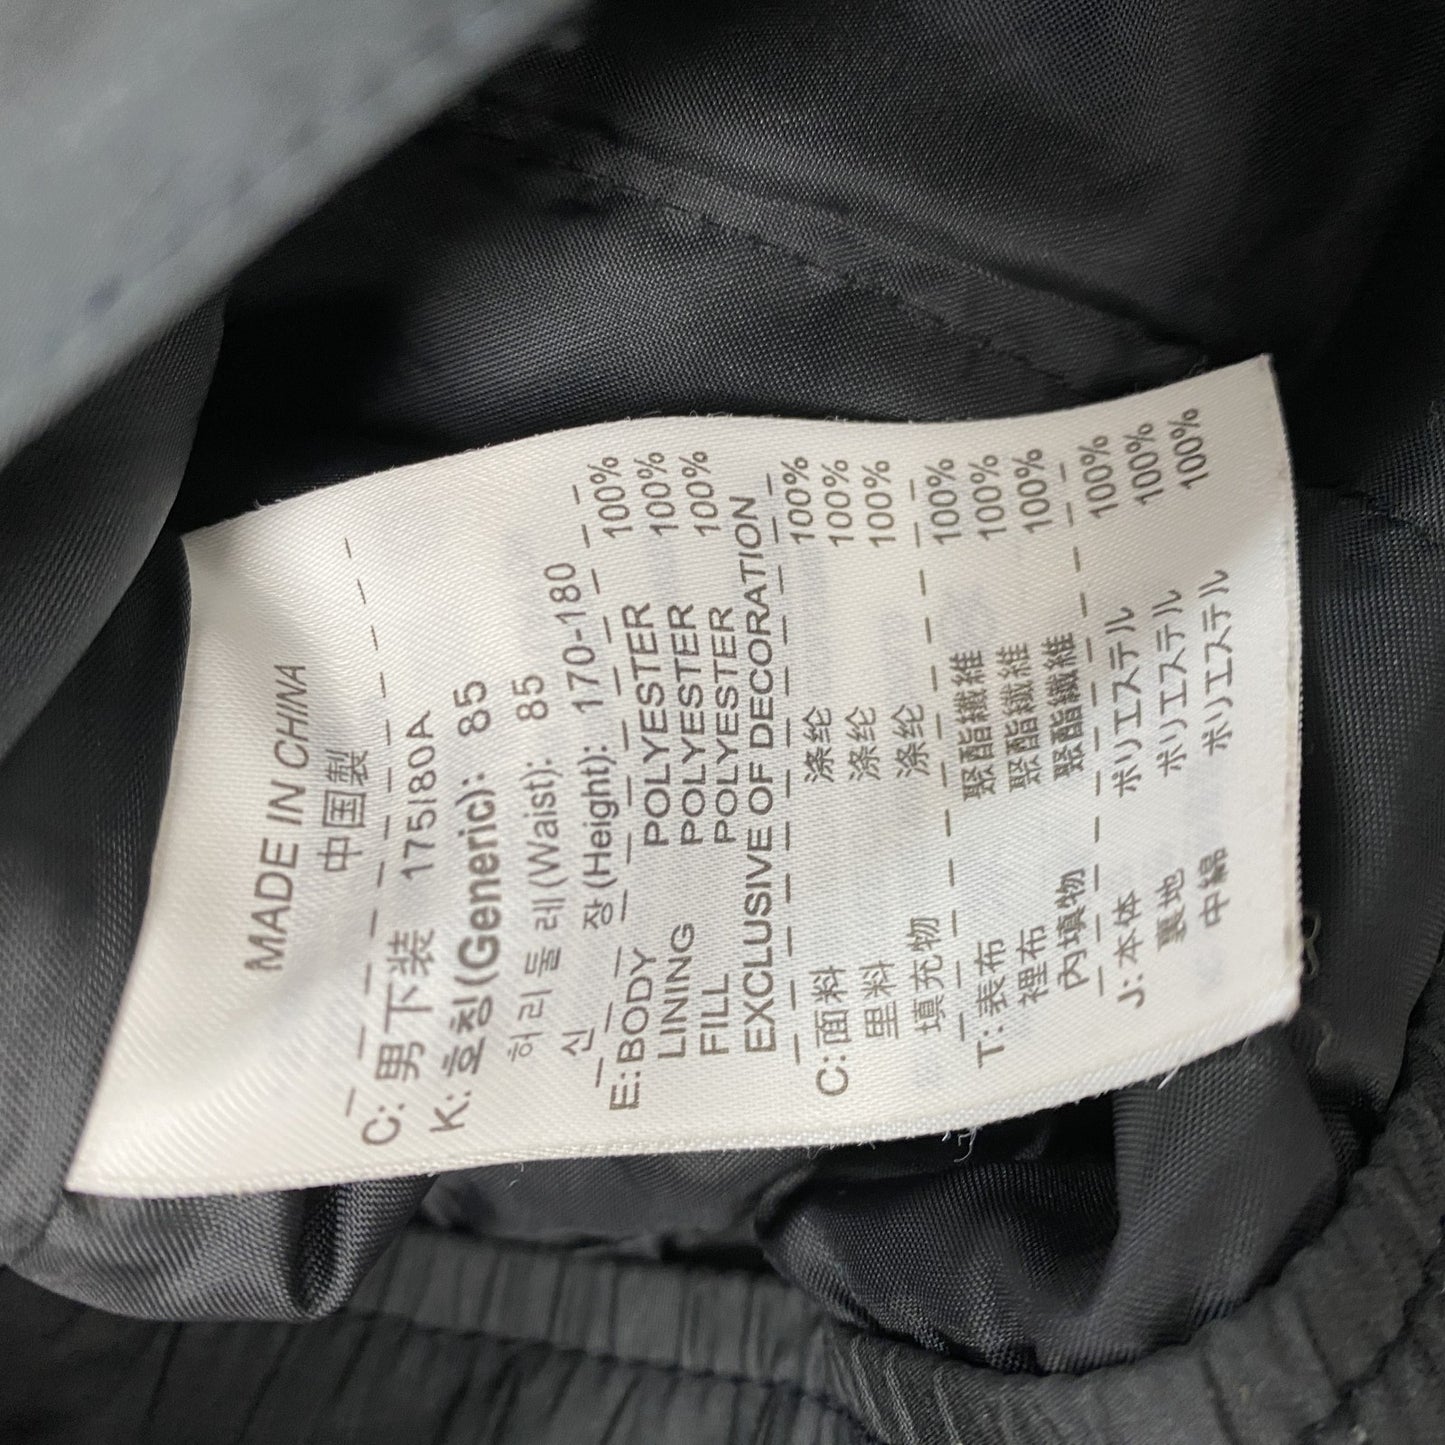 MADE IN CHINA
中国製
C: 男下装 175/80A
K: 호칭(Generic): 85
허리둘레(Waist): 85
신 장(Height): 170-180
E: BODY POLYESTER 100%
LINING POLYESTER 100%
FILL POLYESTER 100%
EXCLUSIVE OF DECORATION
C: 面料 涤纶 100%
里料 涤纶 100%
填充物 涤纶 100%
T: 表布 聚酯纖維 100%
裡布 聚酯纖維 100%
內填物 聚酯纖維 100%
J: 本体 ポリエステル 100%
裏地 ポリエステル 100%
中綿 ポリエステル 100%